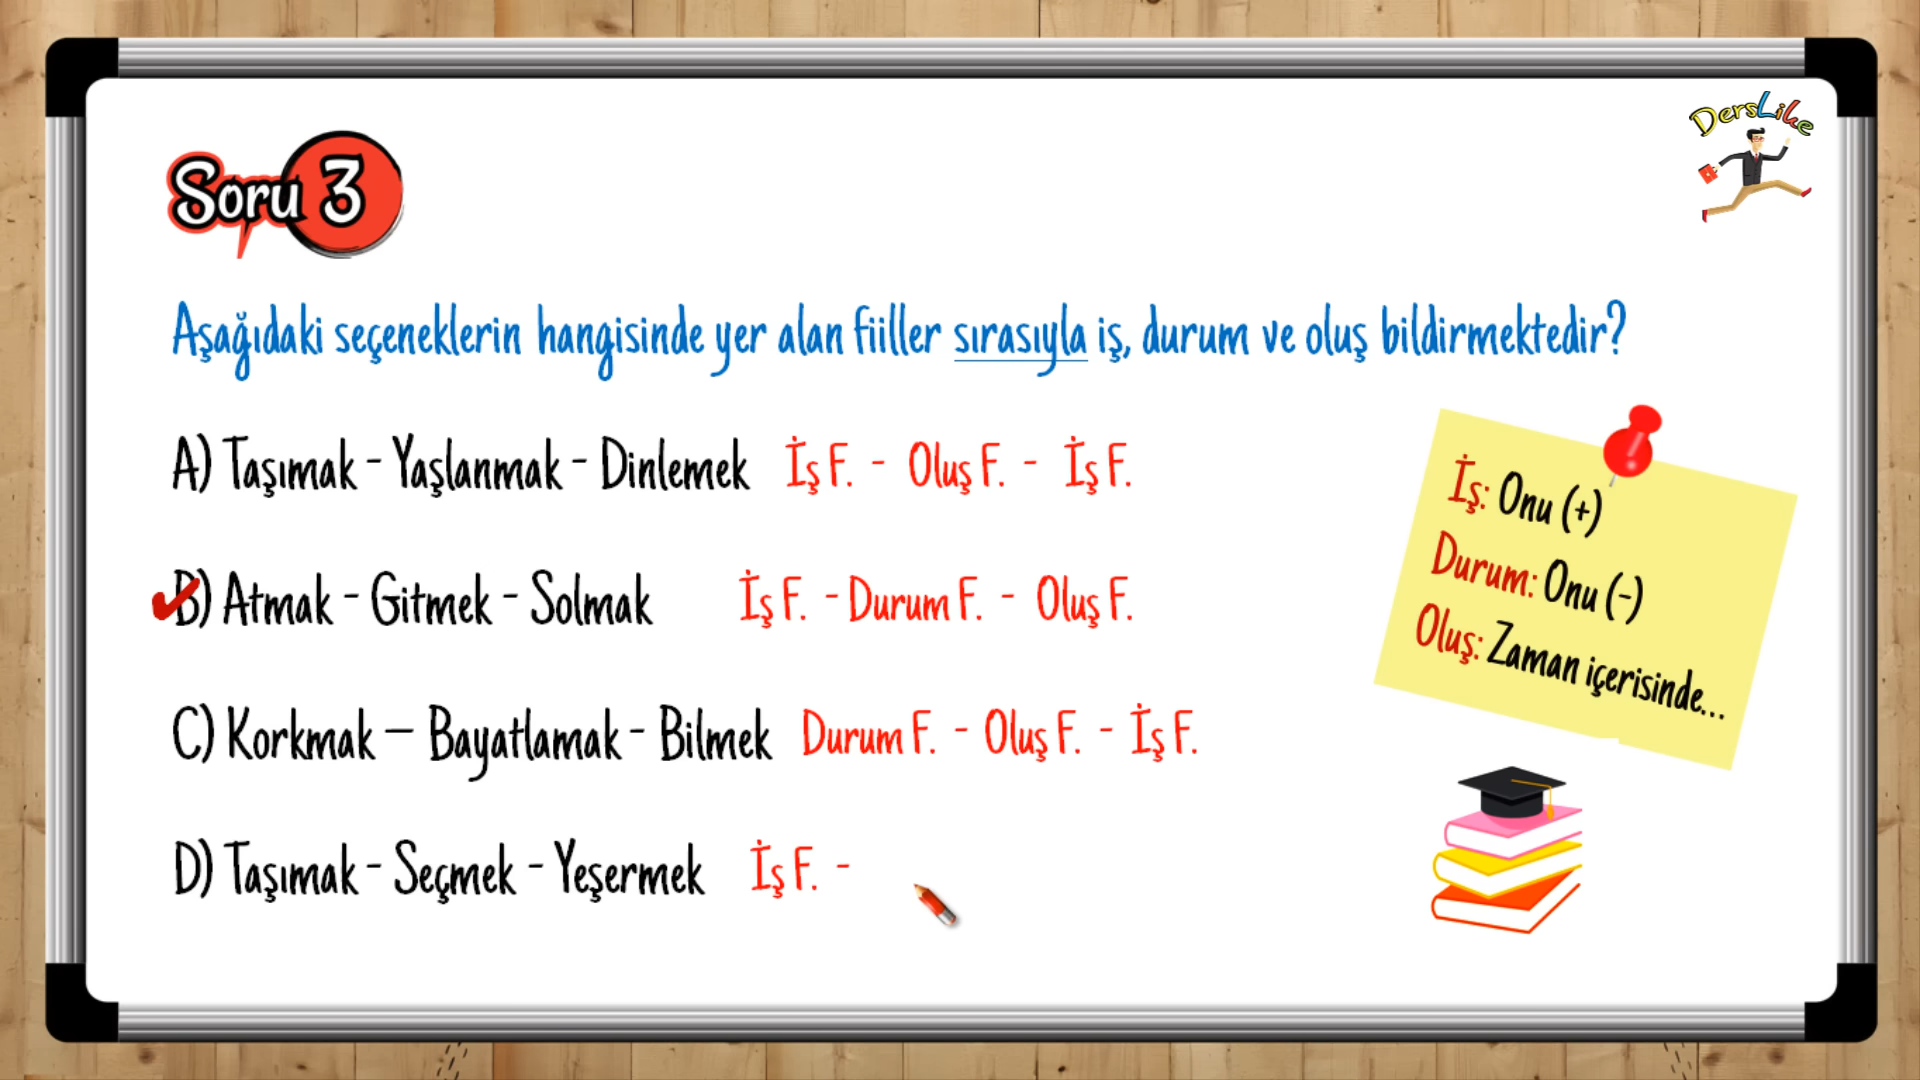 DersLike
Soru 3
Aşağıdaki seçeneklerin hangisinde yer alan fiiller sırasıyla iş, durum ve oluş bildirmektedir?
A) Taşımak - Yaşlanmak - Dinlemek İş F. - Oluş F. - İş F.
B) Atmak - Gitmek - Solmak İş F. - Durum F. - Oluş F.
C) Korkmak – Bayatlamak - Bilmek Durum F. - Oluş F. - İş F.
D) Taşımak - Seçmek - Yeşermek İş F. -
İş: Onu (+)
Durum: Onu (-)
Oluş: Zaman içerisinde...